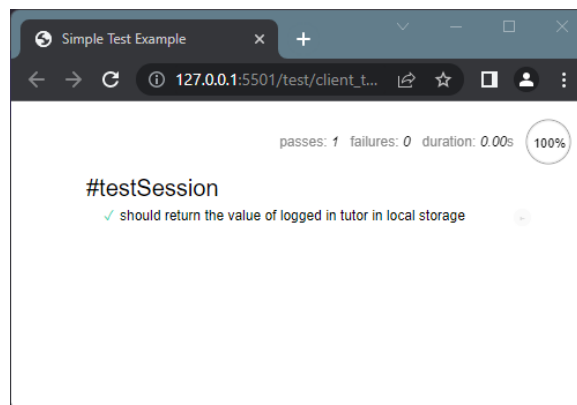 Simple Test Example
127.0.0.1:5501/test/client_t...
passes: 1 failures: 0 duration: 0.00s 100%
#testSession
✓ should return the value of logged in tutor in local storage